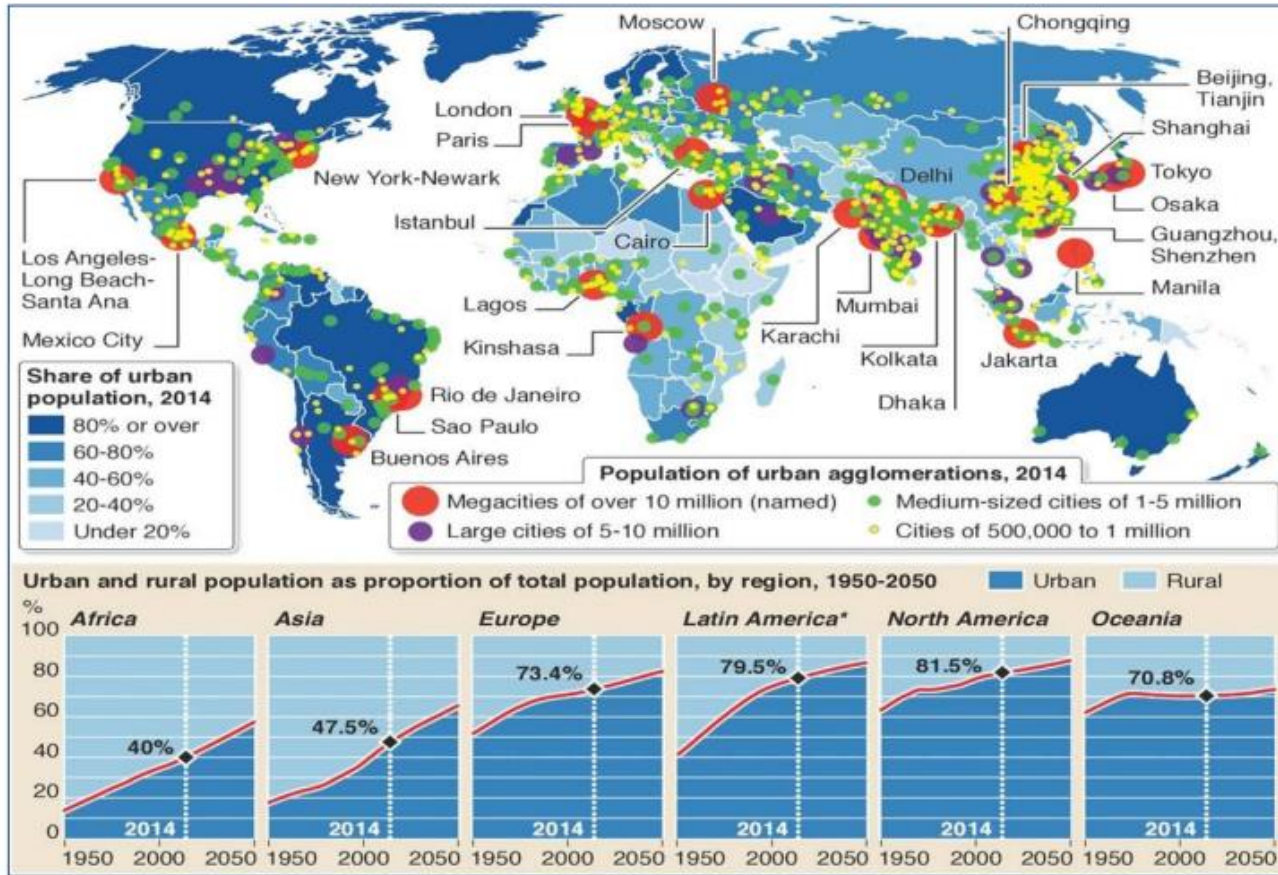 Moscow
Chongqing
London
Paris
Beijing,
Tianjin
Shanghai
New York-Newark
Delhi
Tokyo
Istanbul
Osaka
Cairo
Los Angeles-
Long Beach-
Santa Ana
Guangzhou,
Shenzhen
Lagos
Mumbai
Manila
Mexico City
Kinshasa
Karachi
Kolkata
Jakarta
Dhaka
Rio de Janeiro
Sao Paulo
Buenos Aires
Share of urban
population, 2014
80% or over
60-80%
40-60%
20-40%
Under 20%
Population of urban agglomerations, 2014
Megacities of over 10 million (named)
Medium-sized cities of 1-5 million
Large cities of 5-10 million
Cities of 500,000 to 1 million
Urban and rural population as proportion of total population, by region, 1950-2050
Urban
Rural
%
100
80
60
40
20
0
Africa
40%
2014
1950 2000 2050
Asia
47.5%
2014
1950 2000 2050
Europe
73.4%
2014
1950 2000 2050
Latin America*
79.5%
2014
1950 2000 2050
North America
81.5%
2014
1950 2000 2050
Oceania
70.8%
2014
1950 2000 2050